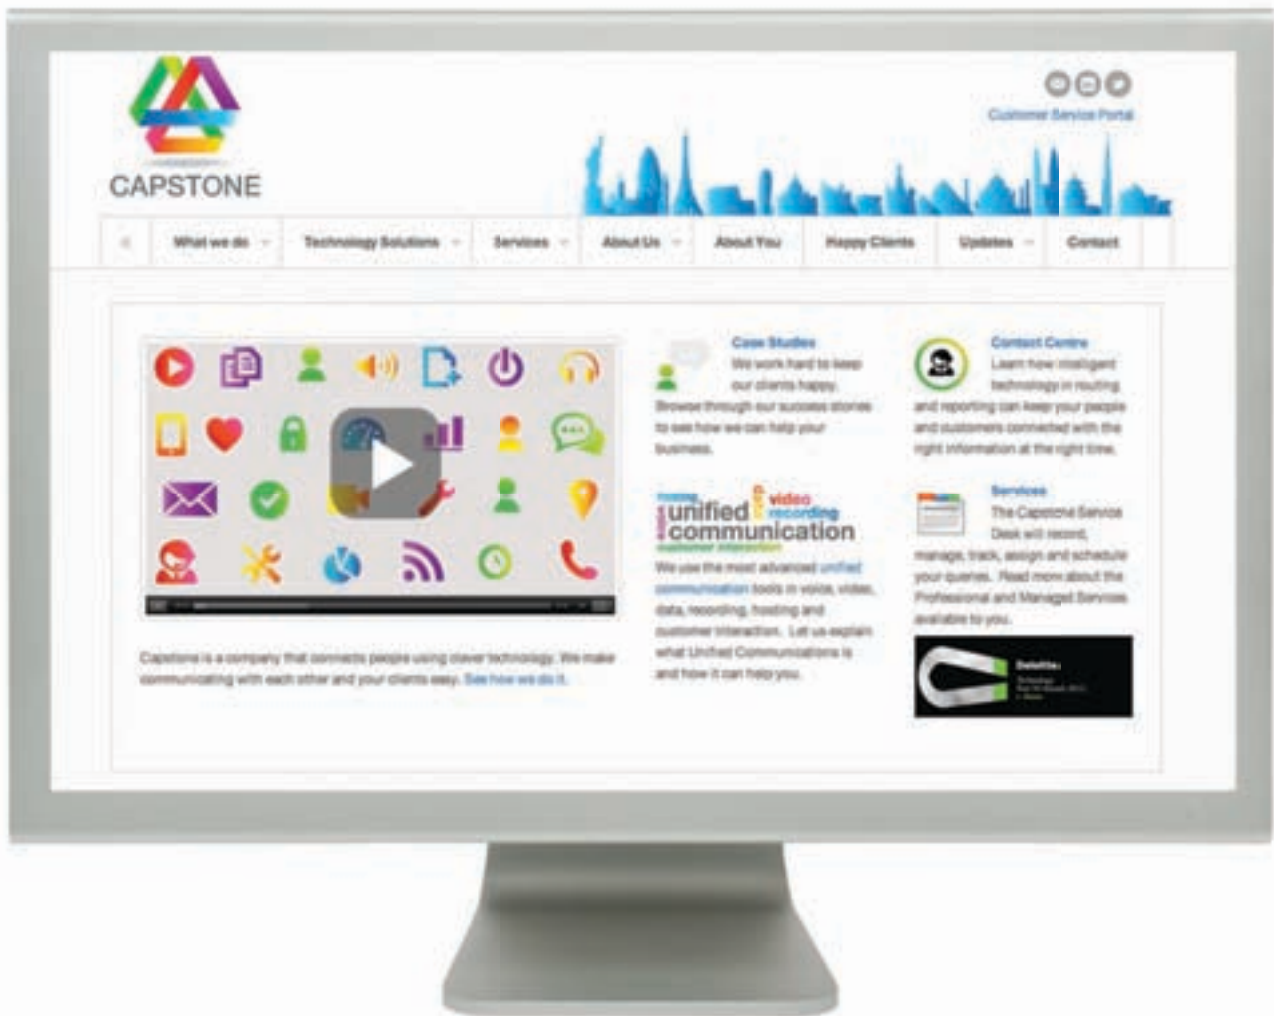 CAPSTONE
Customer Service Portal
What we do
Technology Solutions
Services
About Us
About You
Happy Clients
Updates
Contact
Capstone is a company that connects people using clever technology. We make
communicating with each other and your clients easy. See how we do it.
Case Studies
We work hard to keep
our clients happy.
Browse through our success stories
to see how we can help your
business.
video
unified
recording
communication
customer interaction
We use the most advanced unified
communication tools in voice, video,
data, recording, hosting and
customer interaction. Let us explain
what Unified Communications is
and how it can help you.
Contact Centre
Learn how intelligent
technology in routing
and reporting can keep your people
and customers connected with the
right information at the right time.
Services
The Capstone Service
Desk will record,
manage, track, assign and schedule
your queries. Read more about the
Professional and Managed Services
available to you.
Deloitte.